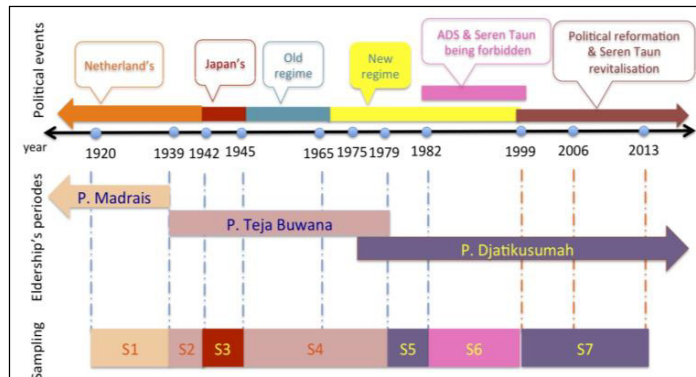 Political events
Netherland's
Japan's
Old
regime
New
regime
ADS & Seren Taun
being forbidden
Political reformation
& Seren Taun
revitalisation
year
1920
1939
1942
1945
1965
1975
1979
1982
1999
2006
2013
Eldership's periodes
P. Madrais
P. Teja Buwana
P. Djatikusumah
Sampling
S1
S2
S3
S4
S5
S6
S7